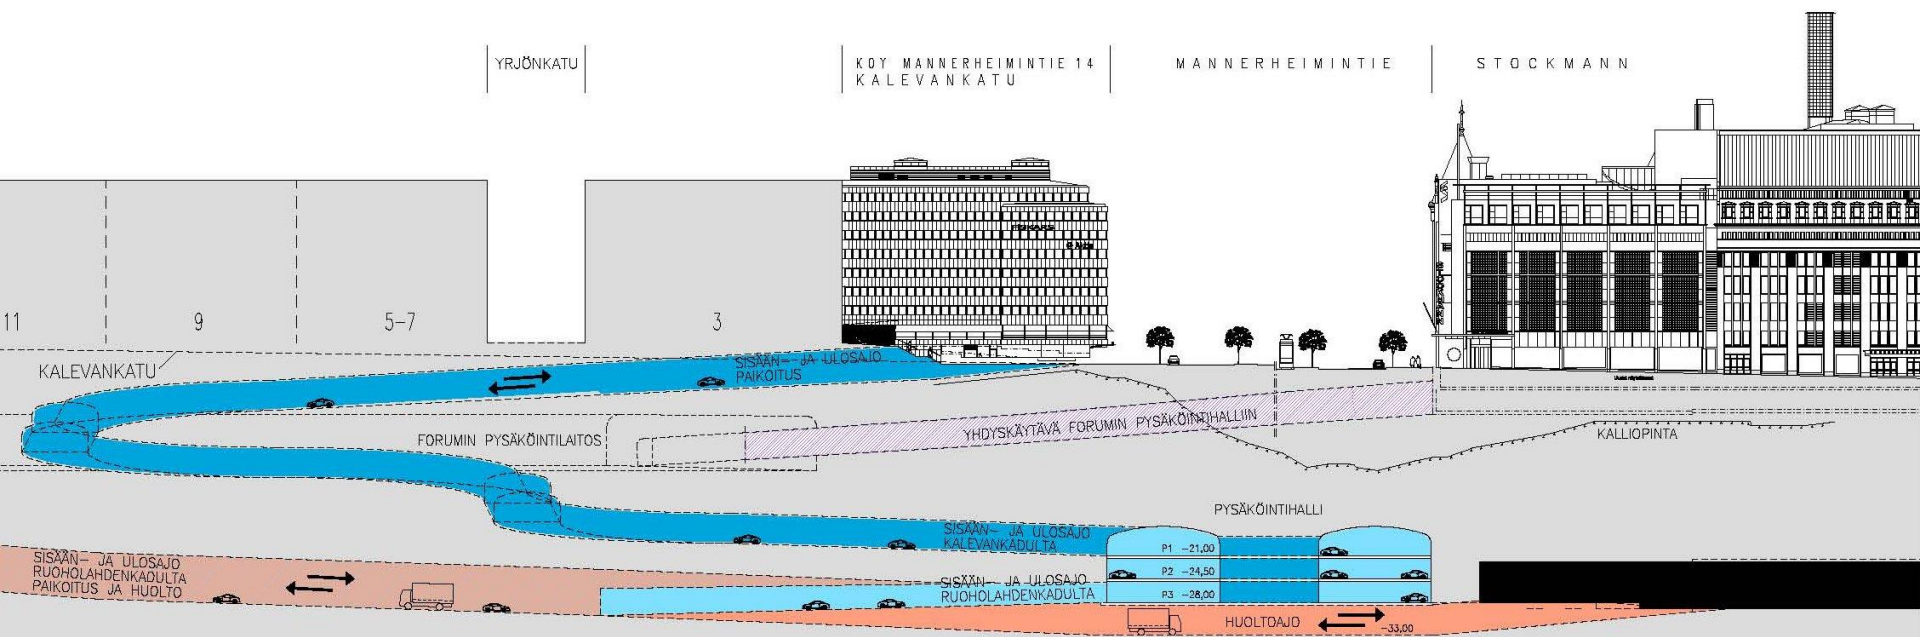 YRJÖNKATU
KOY MANNERHEIMINTIE 14
KALEVANKATU
MANNERHEIMINTIE
STOCKMANN
FISKARS
11
9
5-7
3
KALEVANKATU
SISÄÄN- JA ULOSAJO
PAIKOITUS
FORUMIN PYSÄKÖINTILAITOS
YHDYSKÄYTÄVÄ FORUMIN PYSÄKÖINTIHALLIIN
KALLIOPINTA
PYSÄKÖINTIHALLI
SISÄÄN- JA ULOSAJO
KALEVANKADULTA
P1 -21,00
P2 -24,50
P3 -28,00
SISÄÄN- JA ULOSAJO
RUOHOLAHDENKADULTA
PAIKOITUS JA HUOLTO
SISÄÄN- JA ULOSAJO
RUOHOLAHDENKADULTA
HUOLTOAJO
-33,00